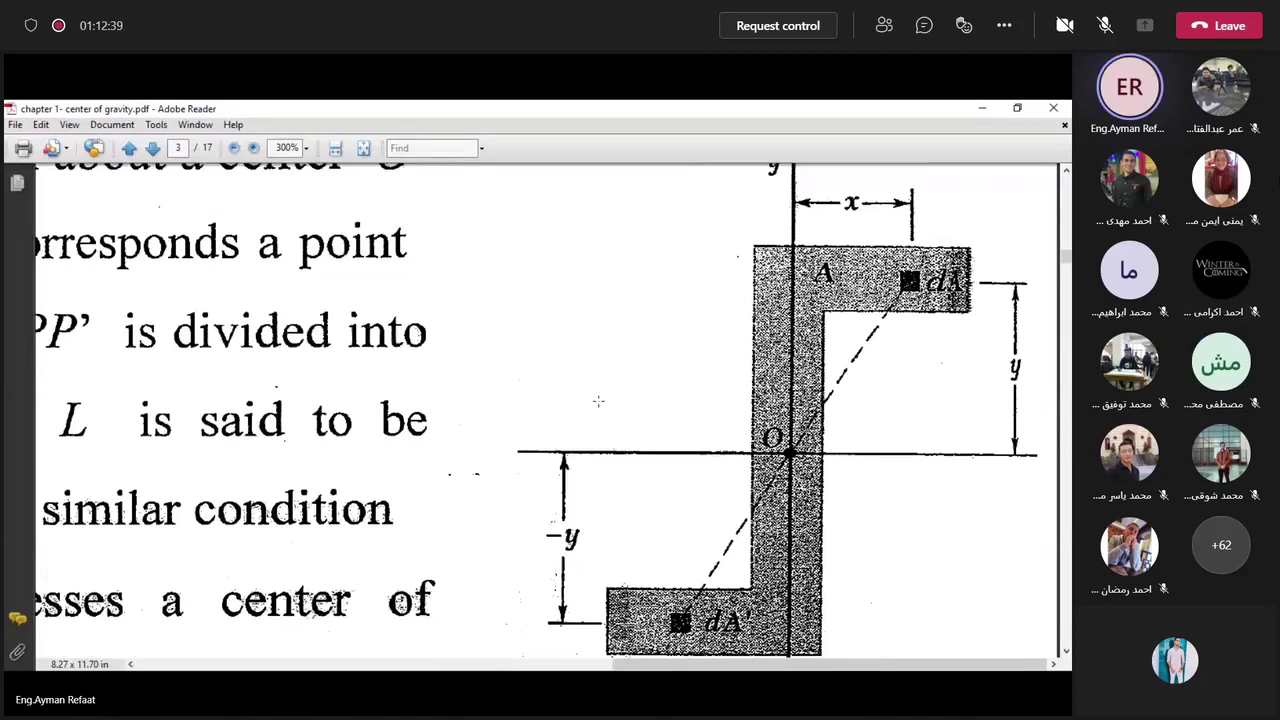 01:12:39
Request control
Leave
chapter 1- center of gravity.pdf - Adobe Reader
File Edit View Document Tools Window Help
3 / 17
300%
Find
about a center
orresponds a point
PP' is divided into
L is said to be
similar condition
esses a center of
y
x
A
dA
y
O
-y
dA'
8.27 x 11.70 in
Eng.Ayman Refaat
ER
Eng.Ayman Ref...
عمر عبدالفتا...
احمد مهدى ...
يمنى ايمن م...
ما
محمد ابراهيم...
WINTER IS COMING
احمد اكرامى ...
محمد توفيق ...
مش
مصطفى مح...
محمد ياسر م...
محمد شوقى...
احمد رمضان ...
+62